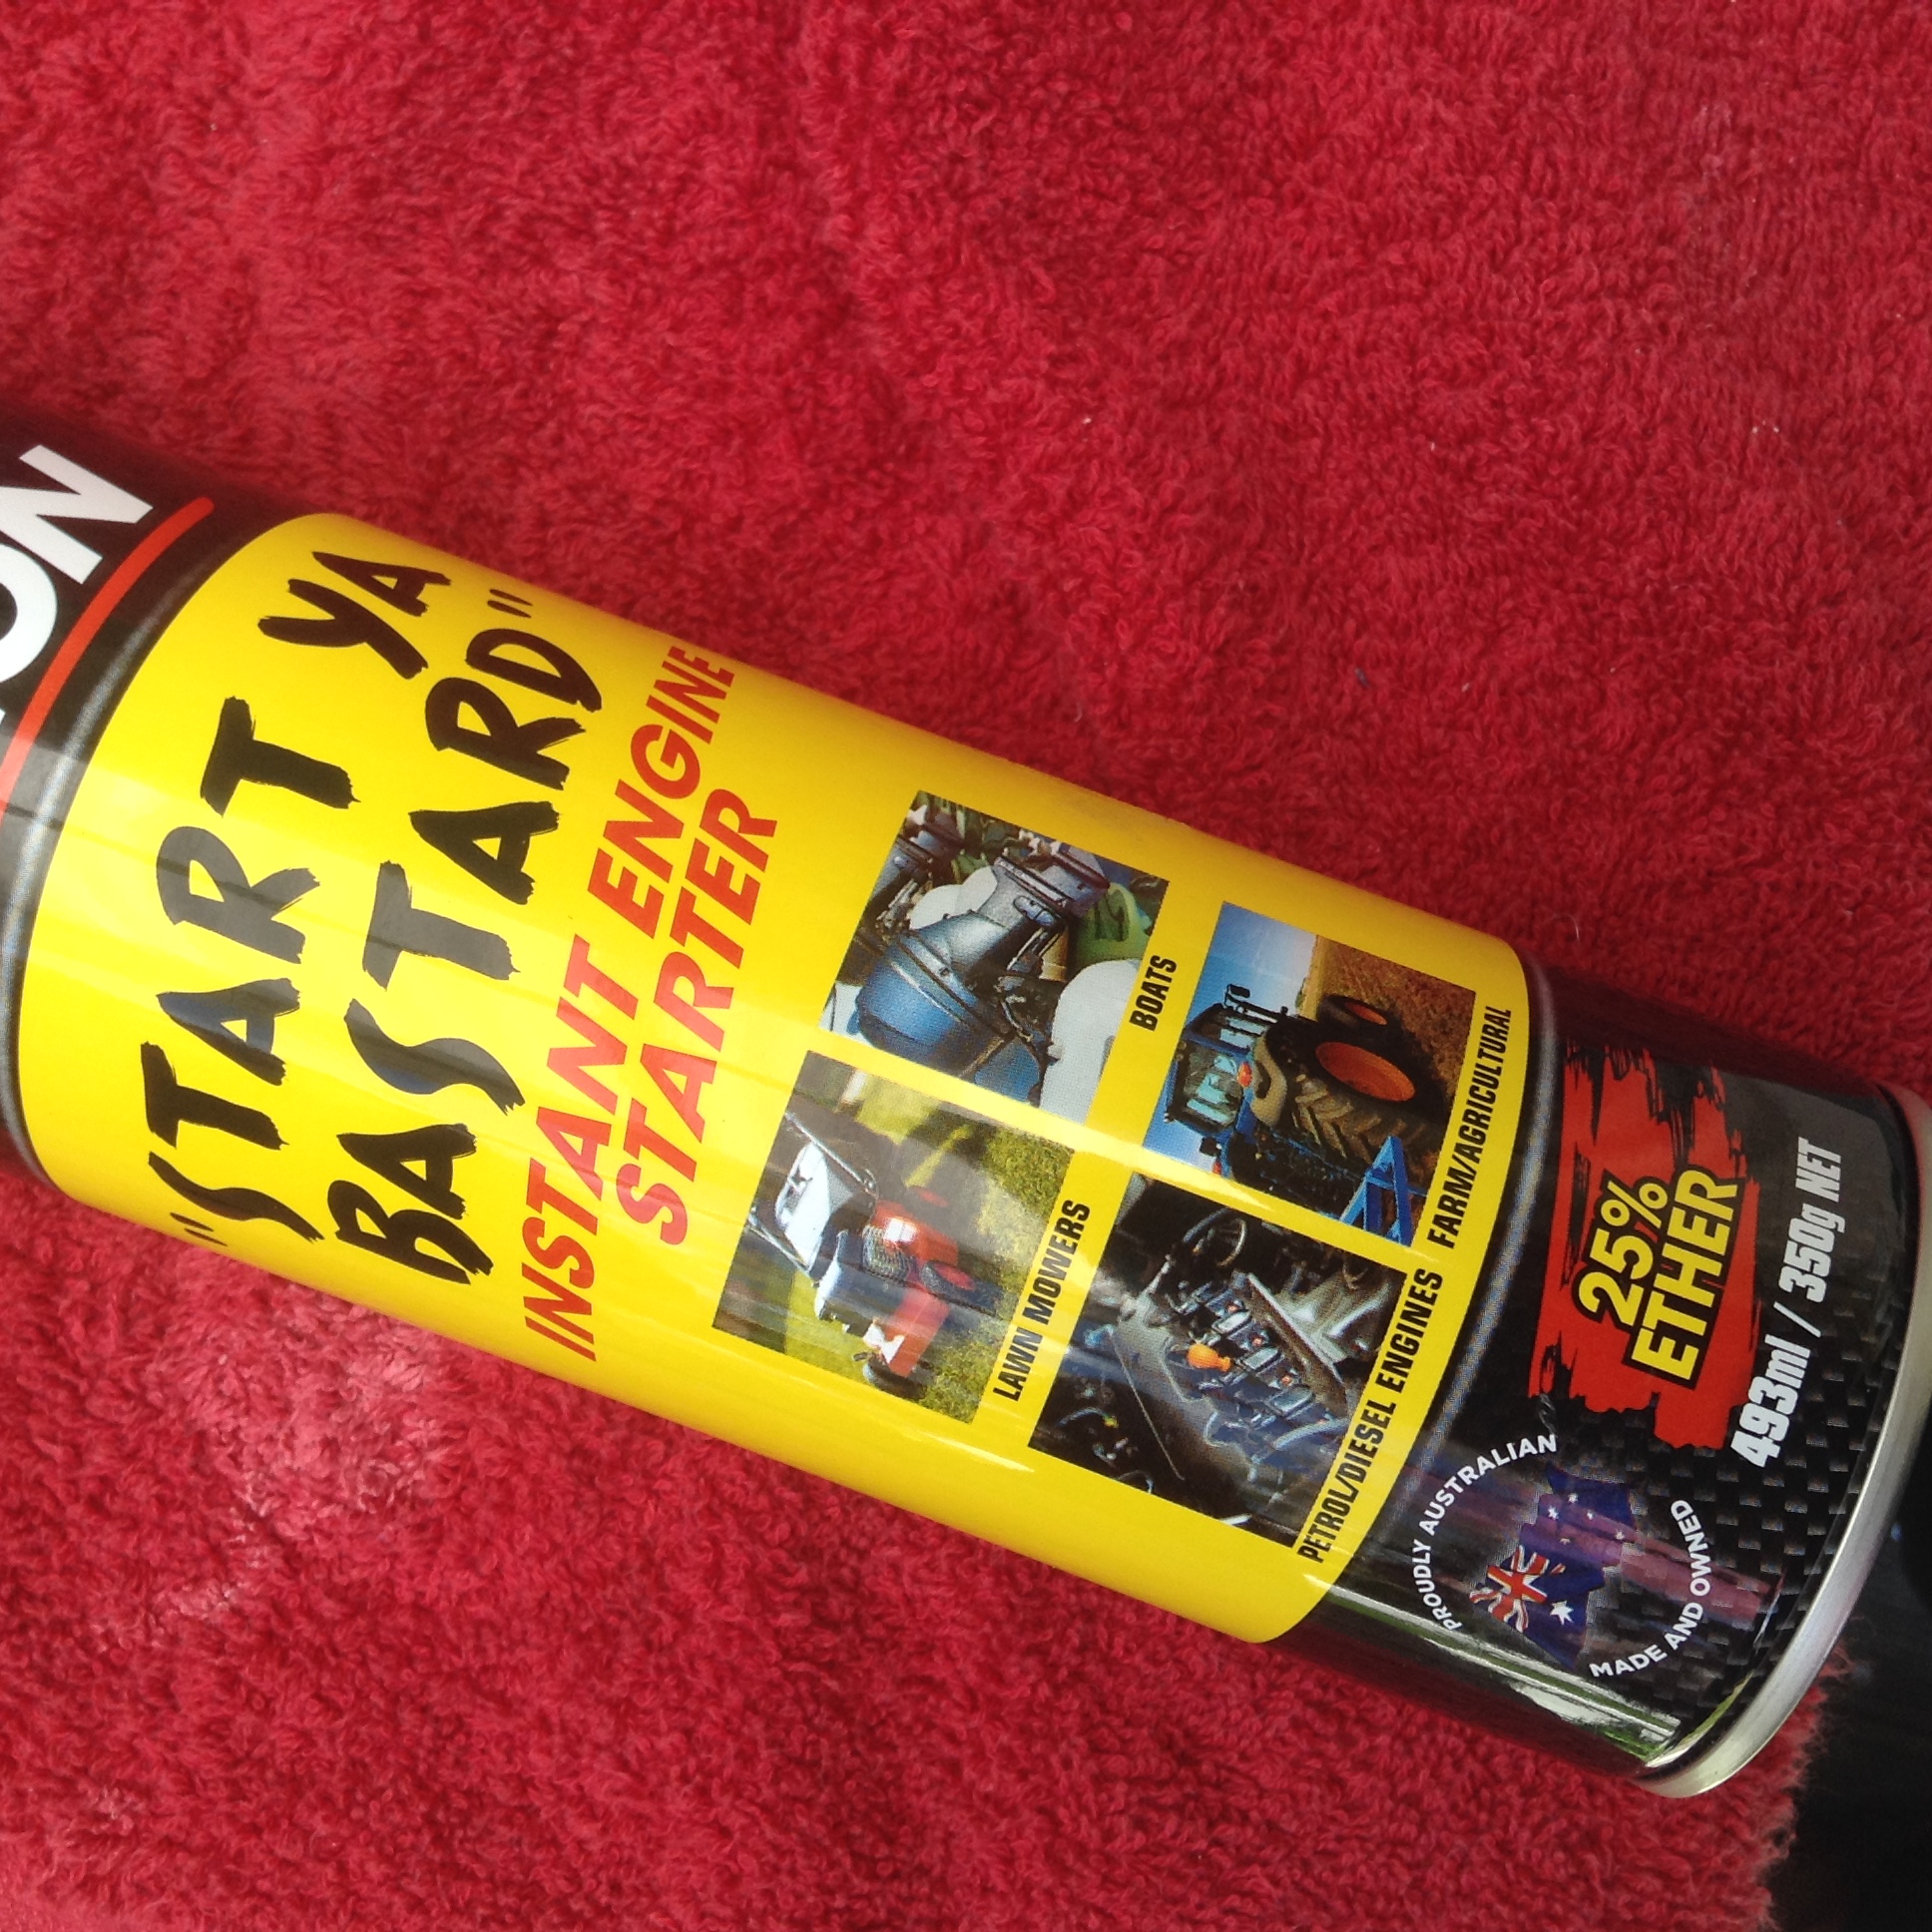 "START YA
BASTARD"
INSTANT ENGINE
STARTER
BOATS
LAWN MOWERS
FARM/AGRICULTURAL
PETROL/DIESEL ENGINES
25%
ETHER
493ml / 350g NET
PROUDLY AUSTRALIAN
MADE AND OWNED